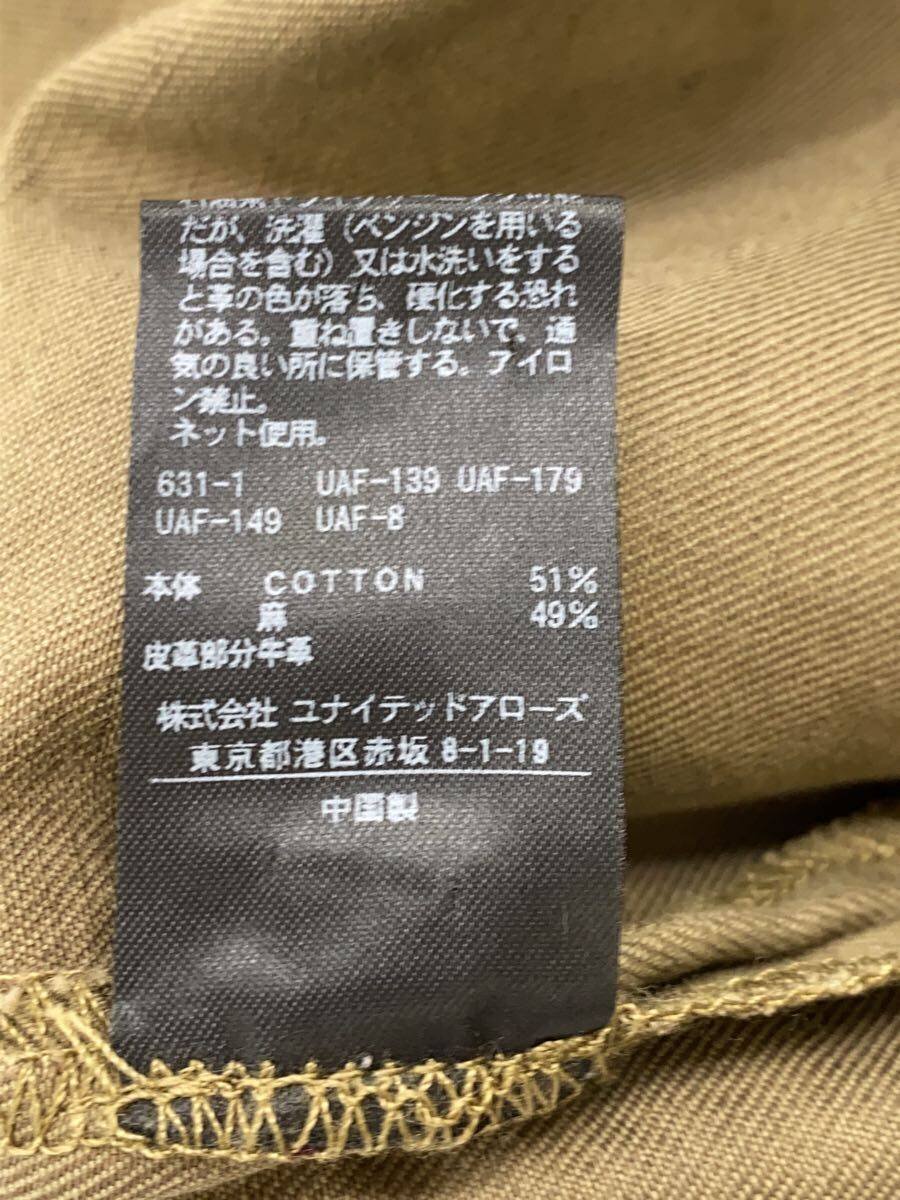 だが、洗濯（ベンジンを用いる
場合を含む）又は水洗いをする
と革の色が落ち、硬化する恐れ
がある。重ね置きしないで、通
気の良い所に保管する。アイロ
ン禁止。
ネット使用。
631-1 UAF-139 UAF-179
UAF-149 UAF-8
本体 COTTON 51%
麻 49%
皮革部分牛革
株式会社 ユナイテッドアローズ
東京都港区赤坂 8-1-19
中国製